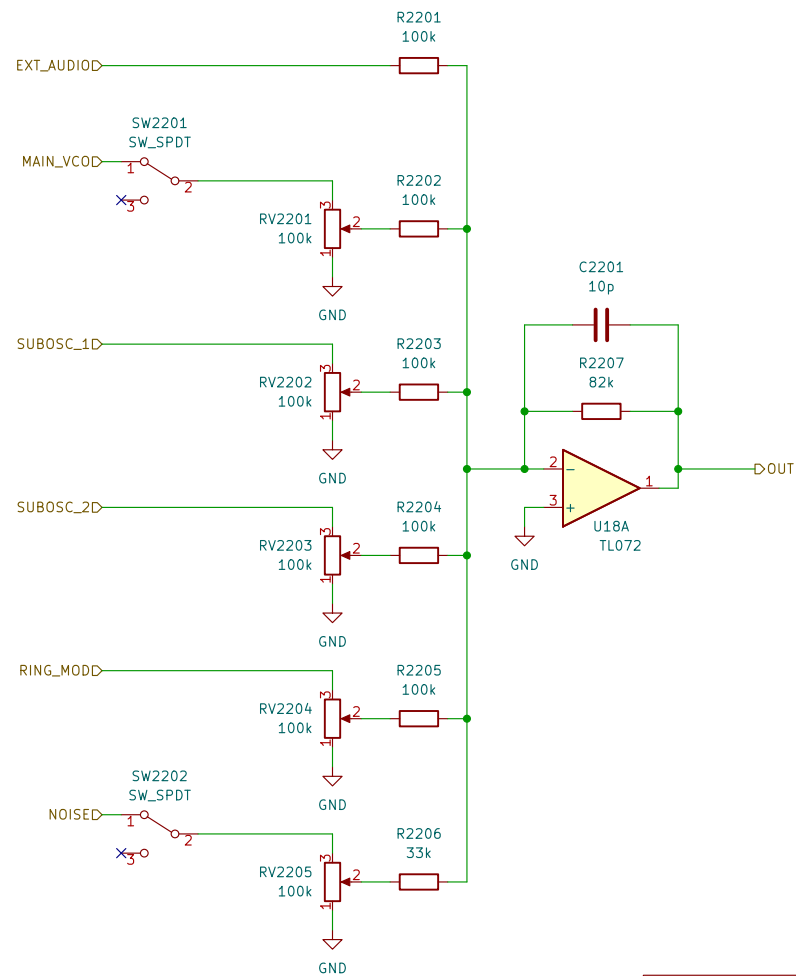 R2201
100k
EXT_AUDIO
SW2201
SW_SPDT
MAIN_VCO
1
2
3
R2202
100k
RV2201
100k
3
2
1
GND
C2201
10p
SUBOSC_1
R2203
100k
R2207
82k
RV2202
100k
3
2
1
GND
2
−
1
3
+
U18A
TL072
GND
OUT
SUBOSC_2
R2204
100k
RV2203
100k
3
2
1
GND
RING_MOD
R2205
100k
RV2204
100k
3
2
1
GND
SW2202
SW_SPDT
NOISE
1
2
3
R2206
33k
RV2205
100k
3
2
1
GND